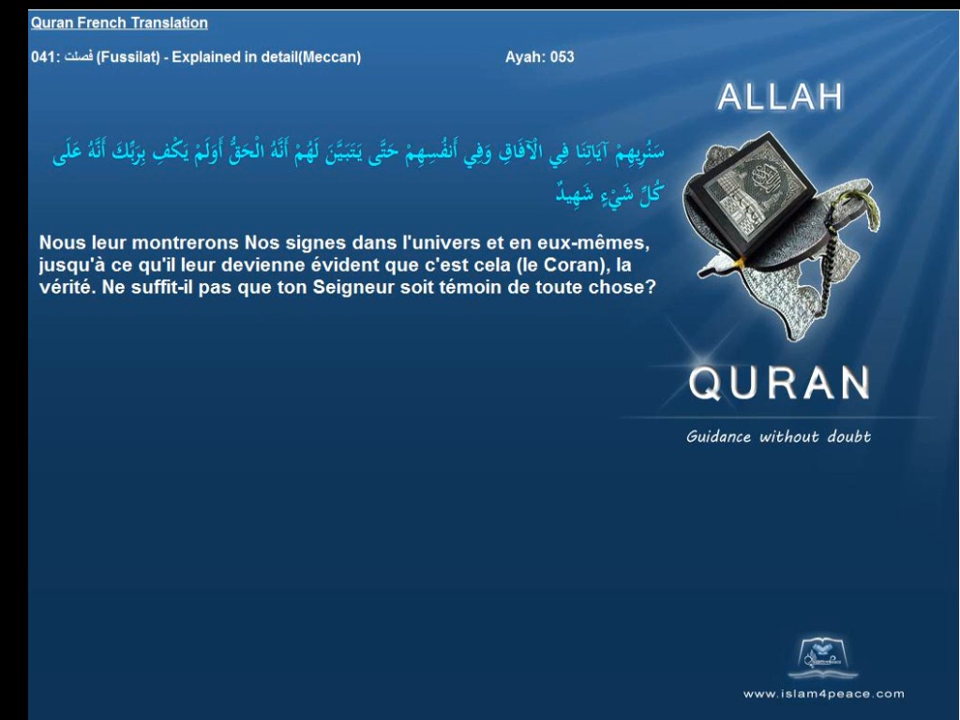 Quran French Translation
041: فصلت (Fussilat) - Explained in detail(Meccan) Ayah: 053
ALLAH
سَنُرِيهِمْ آيَاتِنَا فِي الْآفَاقِ وَفِي أَنفُسِهِمْ حَتَّى يَتَبَيَّنَ لَهُمْ أَنَّهُ الْحَقُّ أَوَلَمْ يَكْفِ بِرَبِّكَ أَنَّهُ عَلَى
كُلِّ شَيْءٍ شَهِيدٌ
Nous leur montrerons Nos signes dans l'univers et en eux-mêmes,
jusqu'à ce qu'il leur devienne évident que c'est cela (le Coran), la
vérité. Ne suffit-il pas que ton Seigneur soit témoin de toute chose?
QURAN
Guidance without doubt
www.islam4peace.com